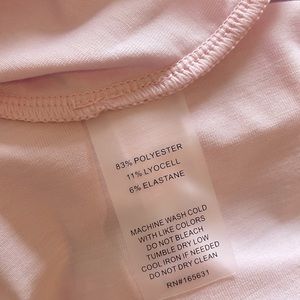 83% POLYESTER
11% LYOCELL
6% ELASTANE
MACHINE WASH COLD
WITH LIKE COLORS
DO NOT BLEACH
TUMBLE DRY LOW
COOL IRON IF NEEDED
DO NOT DRY CLEAN
RN#165631